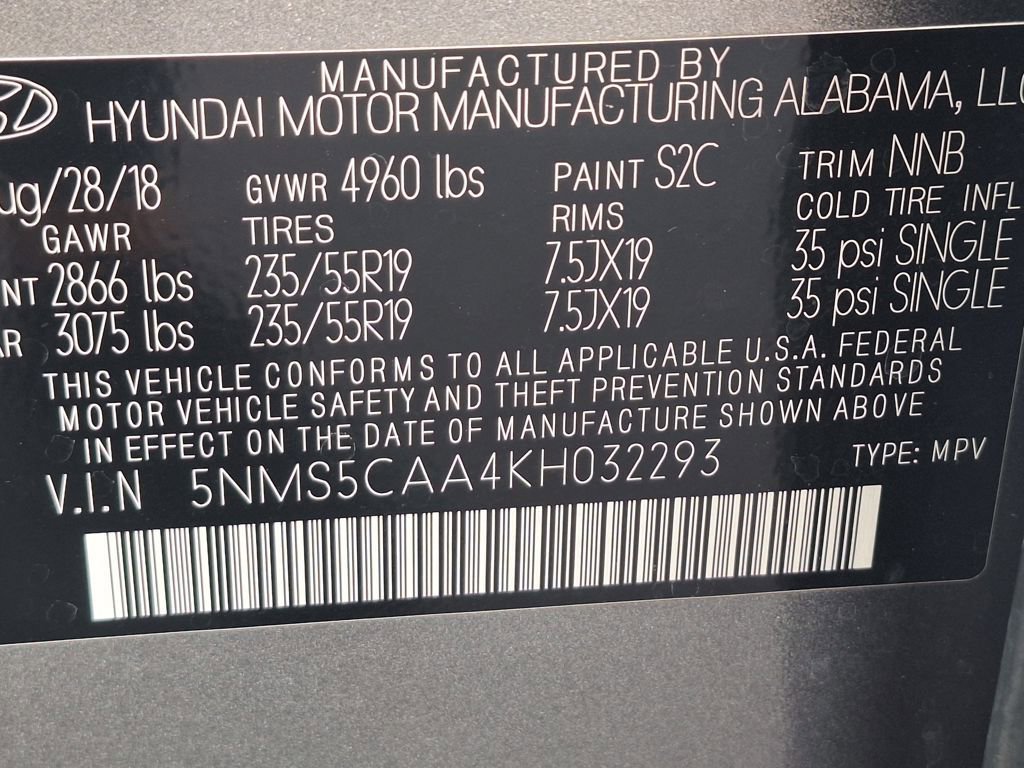 MANUFACTURED BY
HYUNDAI MOTOR MANUFACTURING ALABAMA, LLC
ug/28/18 GVWR 4960 lbs PAINT S2C TRIM NNB
GAWR TIRES RIMS COLD TIRE INFL
NT 2866 lbs 235/55R19 7.5JX19 35 psi SINGLE
AR 3075 lbs 235/55R19 7.5JX19 35 psi SINGLE
THIS VEHICLE CONFORMS TO ALL APPLICABLE U.S.A. FEDERAL
MOTOR VEHICLE SAFETY AND THEFT PREVENTION STANDARDS
IN EFFECT ON THE DATE OF MANUFACTURE SHOWN ABOVE
V.I.N 5NMS5CAA4KH032293 TYPE: MPV